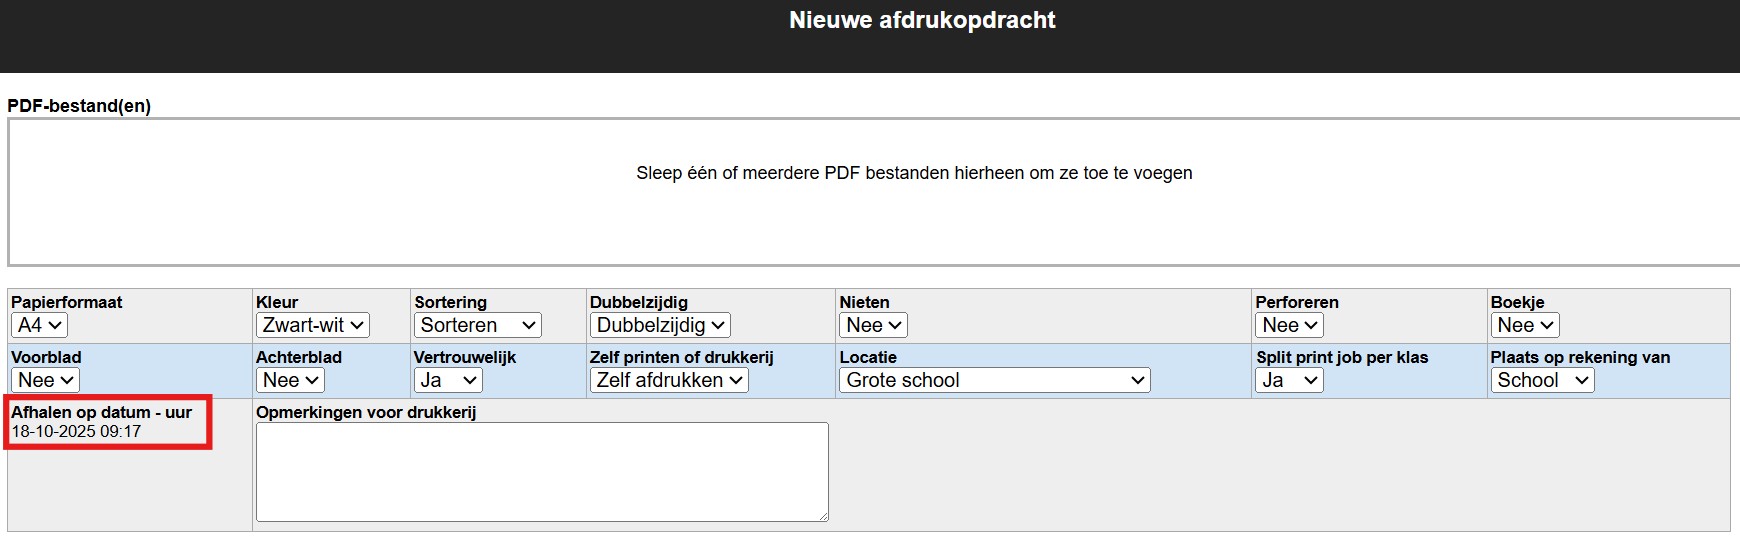 Nieuwe afdrukopdracht
PDF-bestand(en)
Sleep één of meerdere PDF bestanden hierheen om ze toe te voegen
Papierformaat Kleur Sortering Dubbelzijdig Nieten Perforeren Boekje
A4 Zwart-wit Sorteren Dubbelzijdig Nee Nee Nee
Voorblad Achterblad Vertrouwelijk Zelf printen of drukkerij Locatie Split print job per klas Plaats op rekening van
Nee Nee Ja Zelf afdrukken Grote school Ja School
Afhalen op datum - uur Opmerkingen voor drukkerij
18-10-2025 09:17